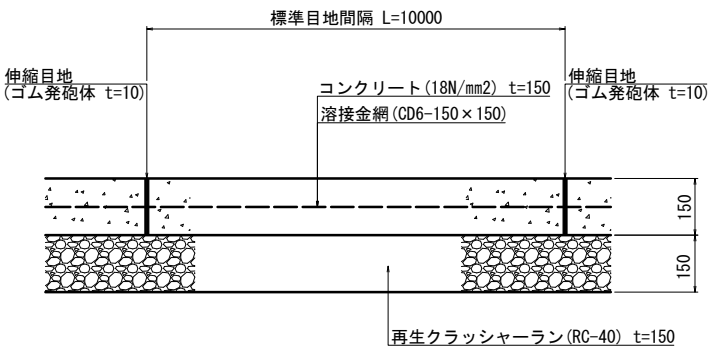 標準目地間隔 L=10000
伸縮目地
(ゴム発砲体 t=10)
コンクリート(18N/mm2) t=150
溶接金網(CD6-150×150)
伸縮目地
(ゴム発砲体 t=10)
150
150
再生クラッシャーラン(RC-40) t=150